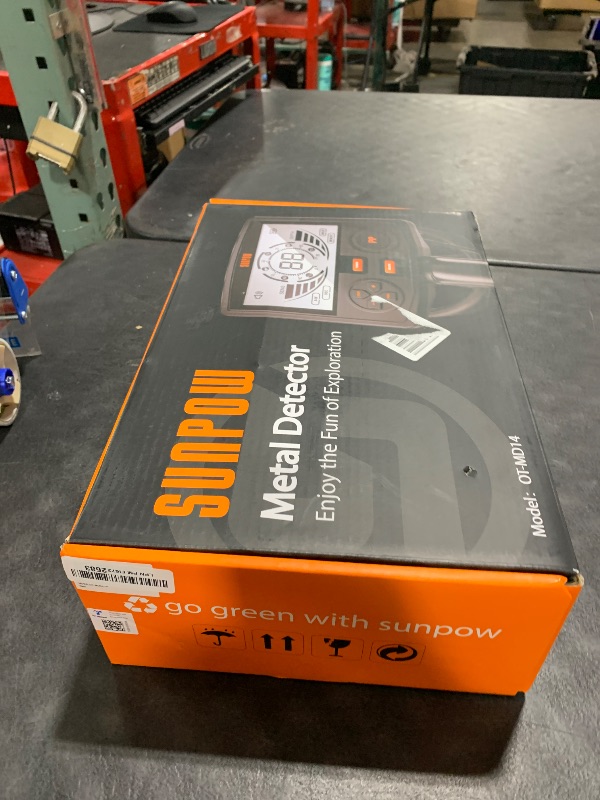 SUNPOW
Metal Detector
Enjoy the Fun of Exploration
Model: OT-MD14
go green with sunpow